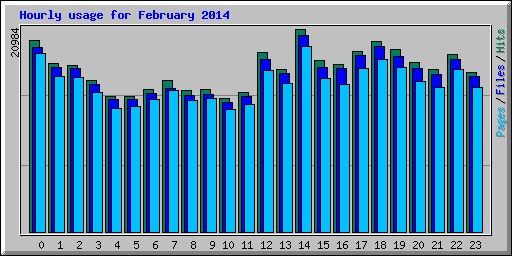 Hourly usage for February 2014
20984
Pages / Files / Hits
0 1 2 3 4 5 6 7 8 9 10 11 12 13 14 15 16 17 18 19 20 21 22 23